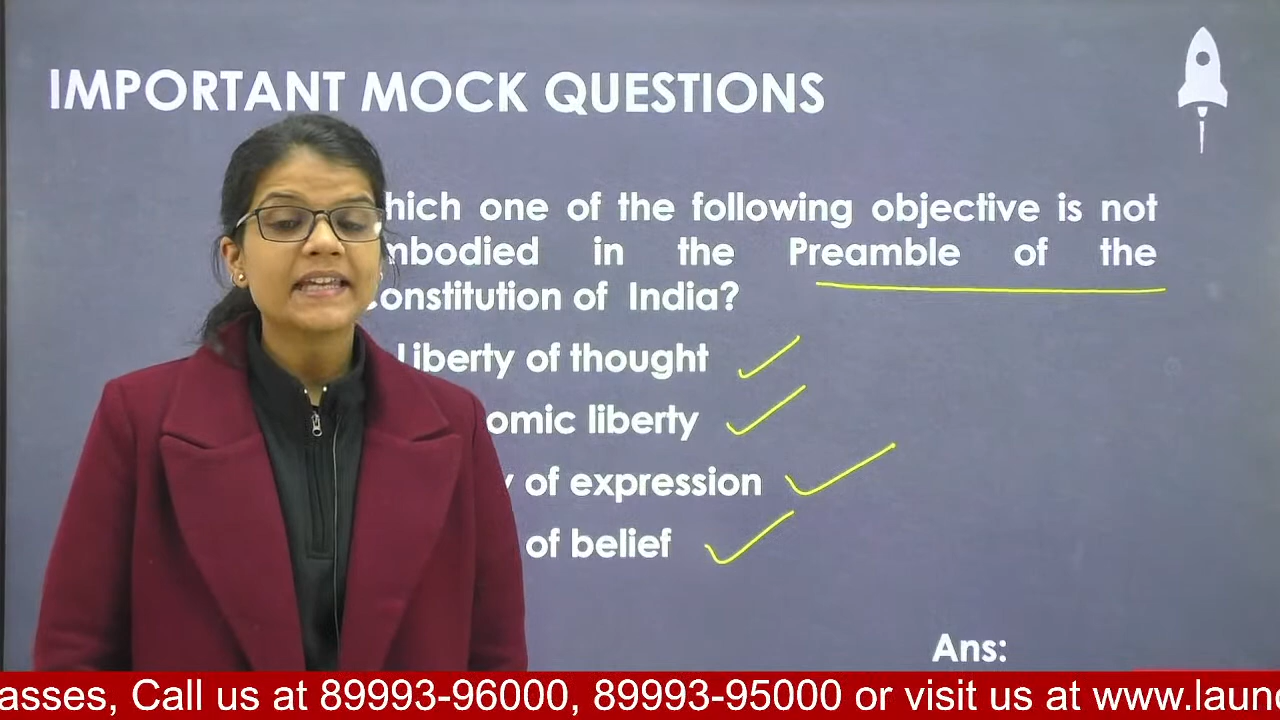 IMPORTANT MOCK QUESTIONS
hich one of the following objective is not
mbodied in the Preamble of the
onstitution of India?
Liberty of thought
omic liberty
of expression
of belief
Ans:
asses, Call us at 89993-96000, 89993-95000 or visit us at www.laun